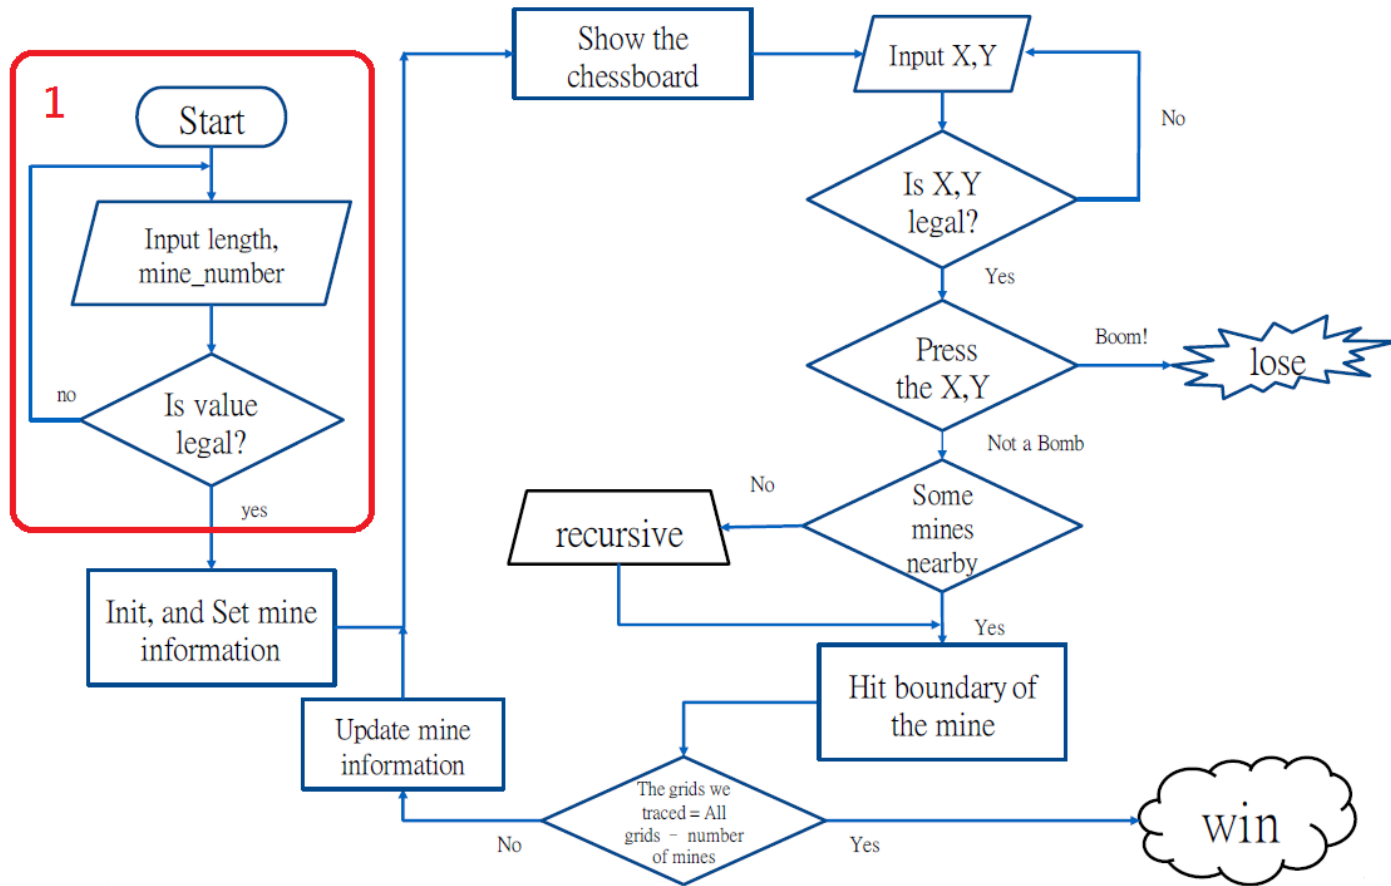 1
Start
Input length,
mine_number
Is value
legal?
no
yes
Init, and Set mine
information
Update mine
information
Show the
chessboard
Input X,Y
No
Is X,Y
legal?
Yes
Press
the X,Y
Boom!
lose
Not a Bomb
Some
mines
nearby
No
recursive
Yes
Hit boundary of
the mine
The grids we
traced = All
grids - number
of mines
No
Yes
win